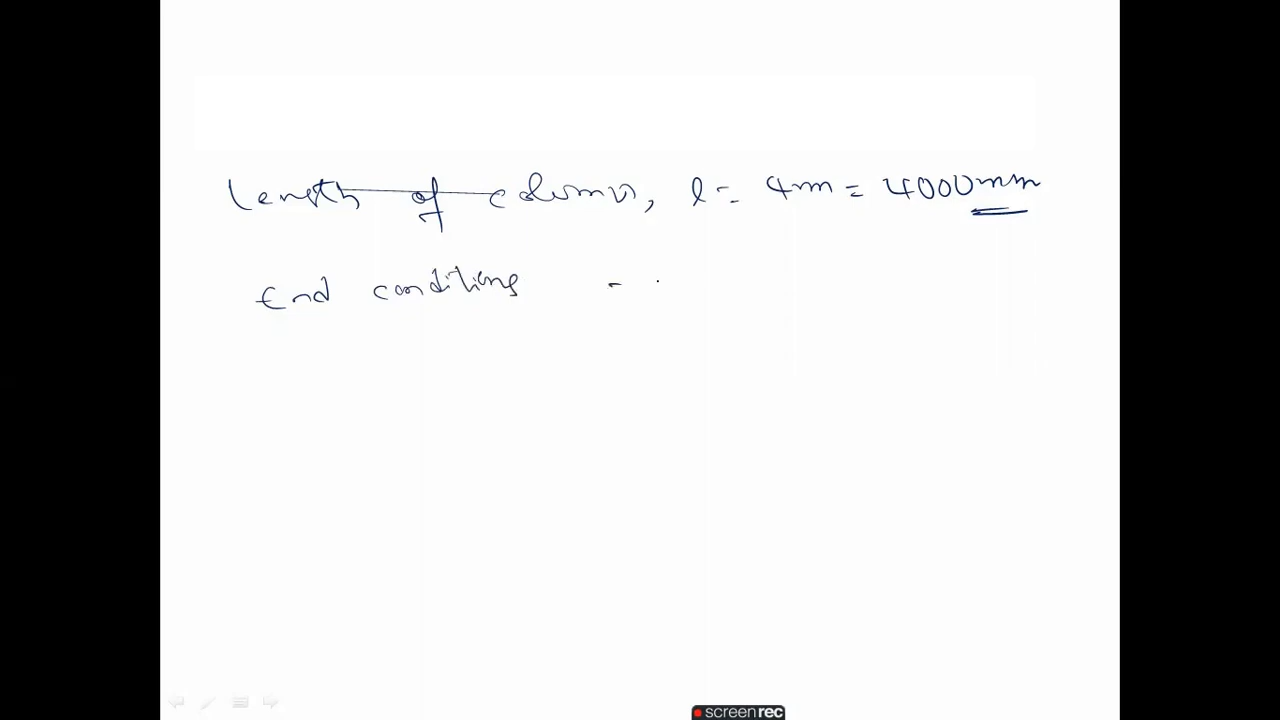 Length of column, l = 4m = 4000mm
End conditions - .
screenrec